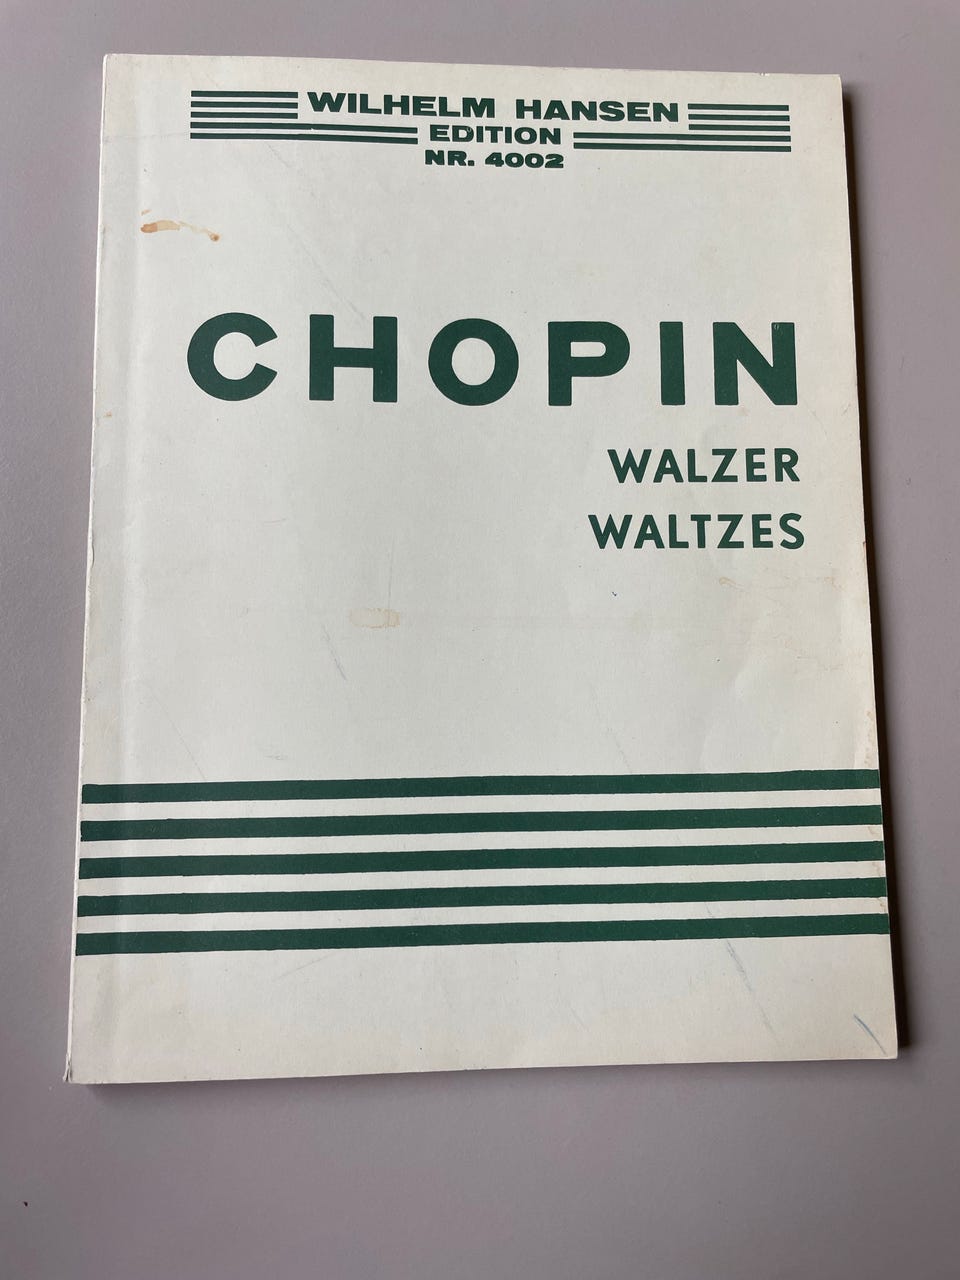 WILHELM HANSEN
EDITION
NR. 4002
CHOPIN
WALZER
WALTZES